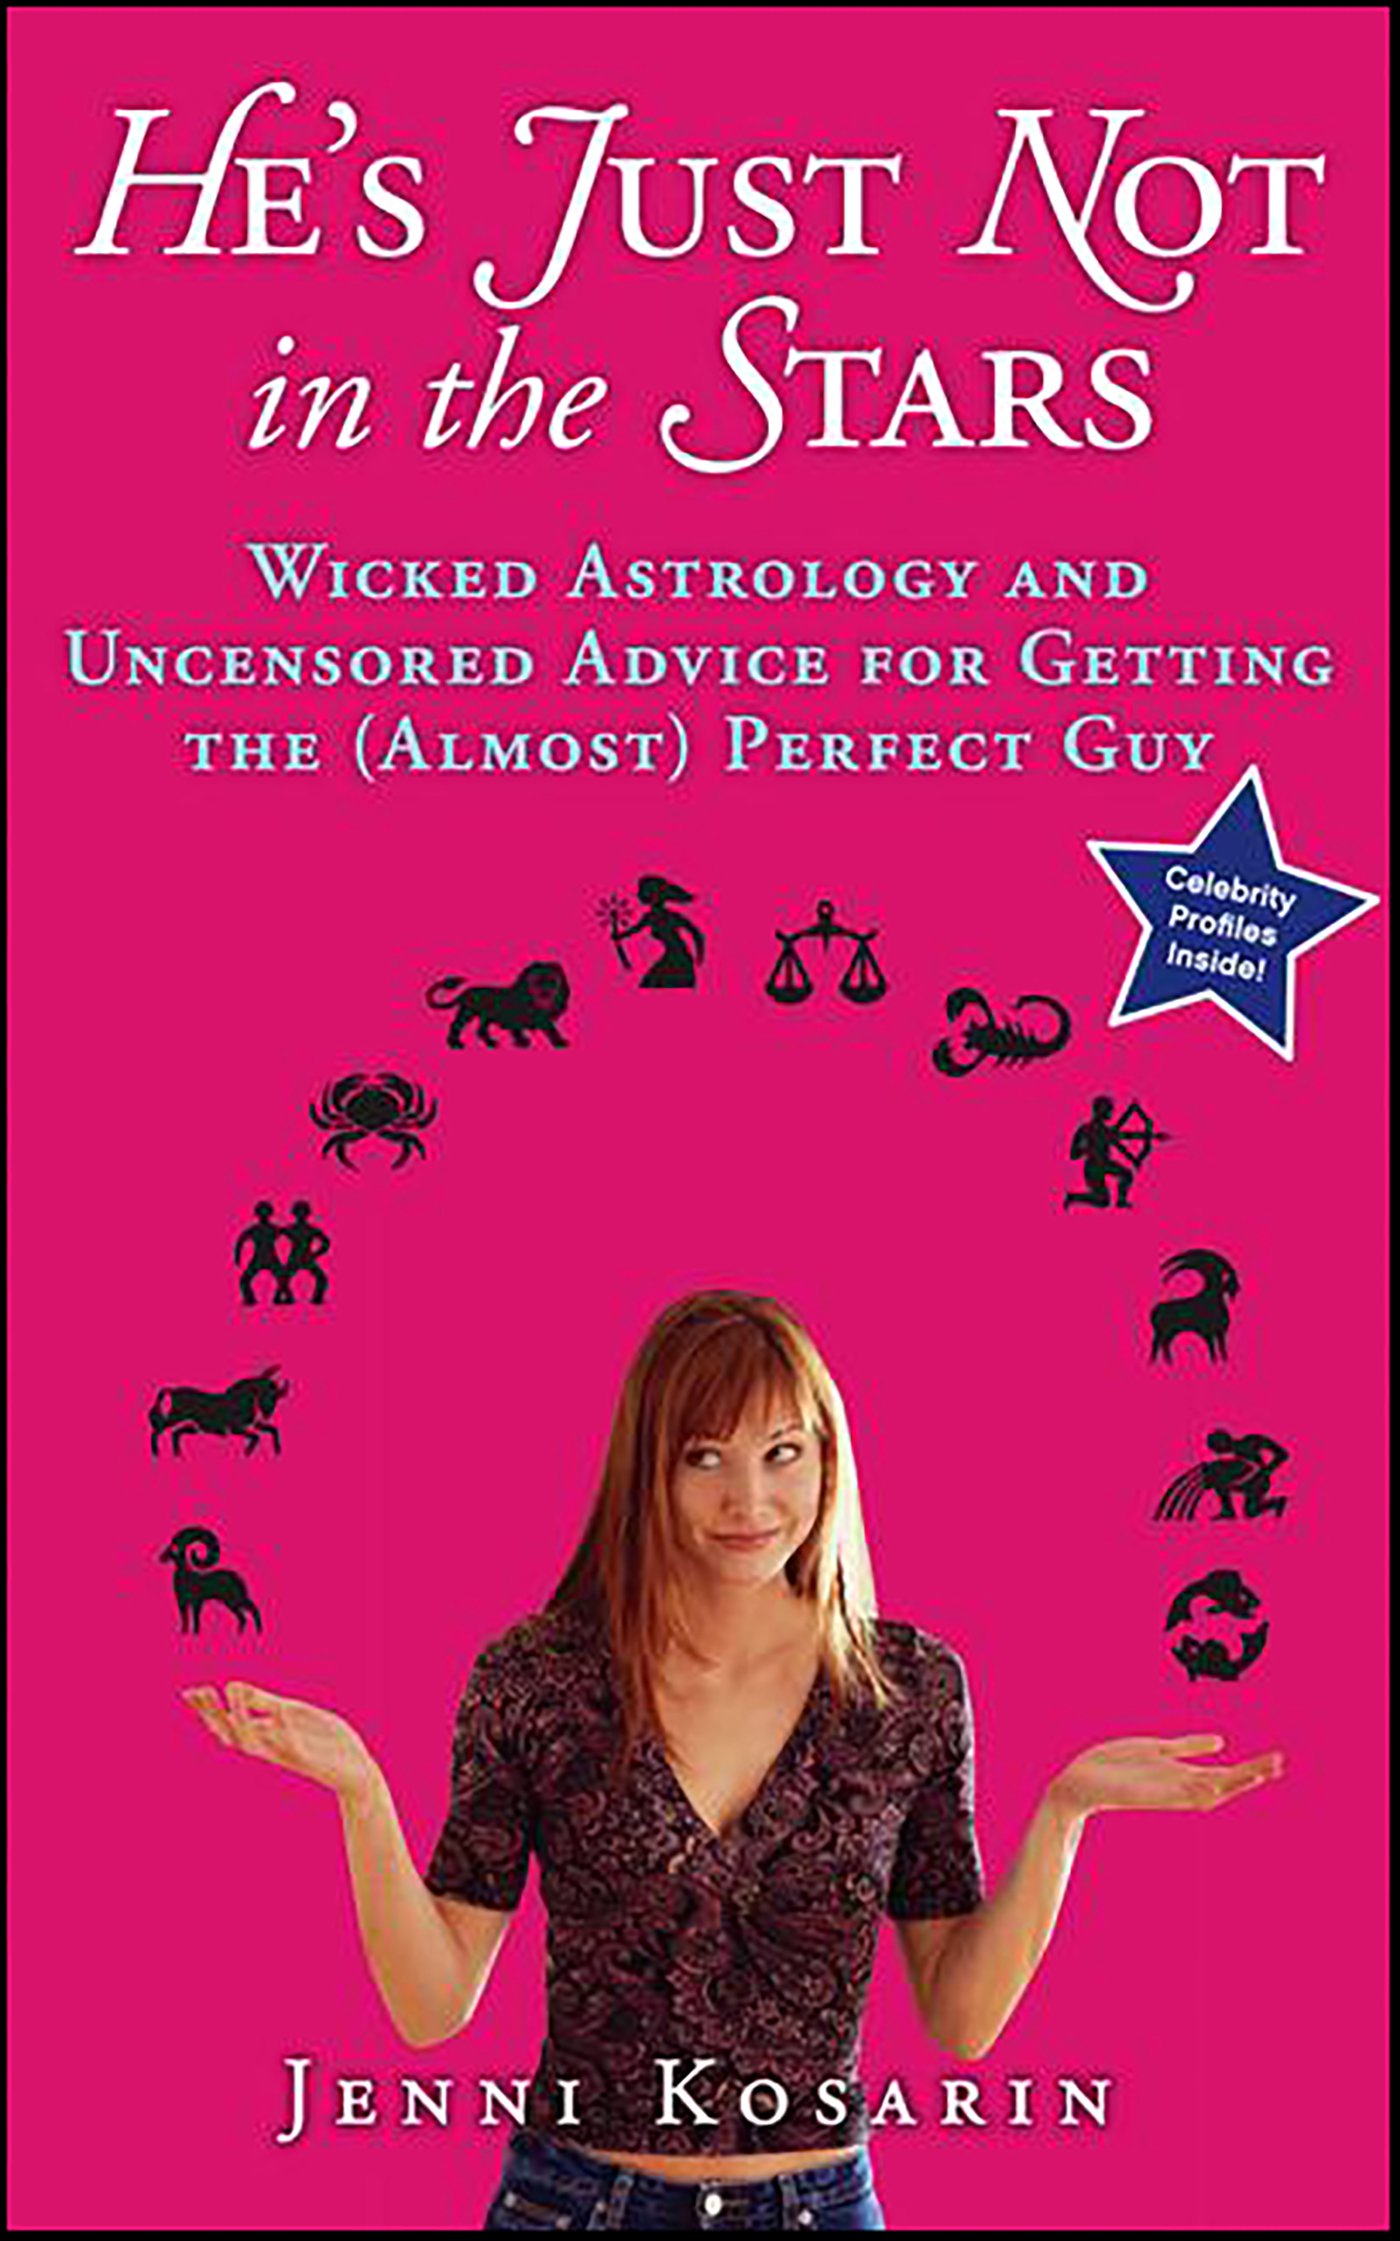 He's Just Not
in the Stars
Wicked Astrology and
Uncensored Advice for Getting
the (Almost) Perfect Guy
Celebrity
Profiles
Inside!
Jenni Kosarin